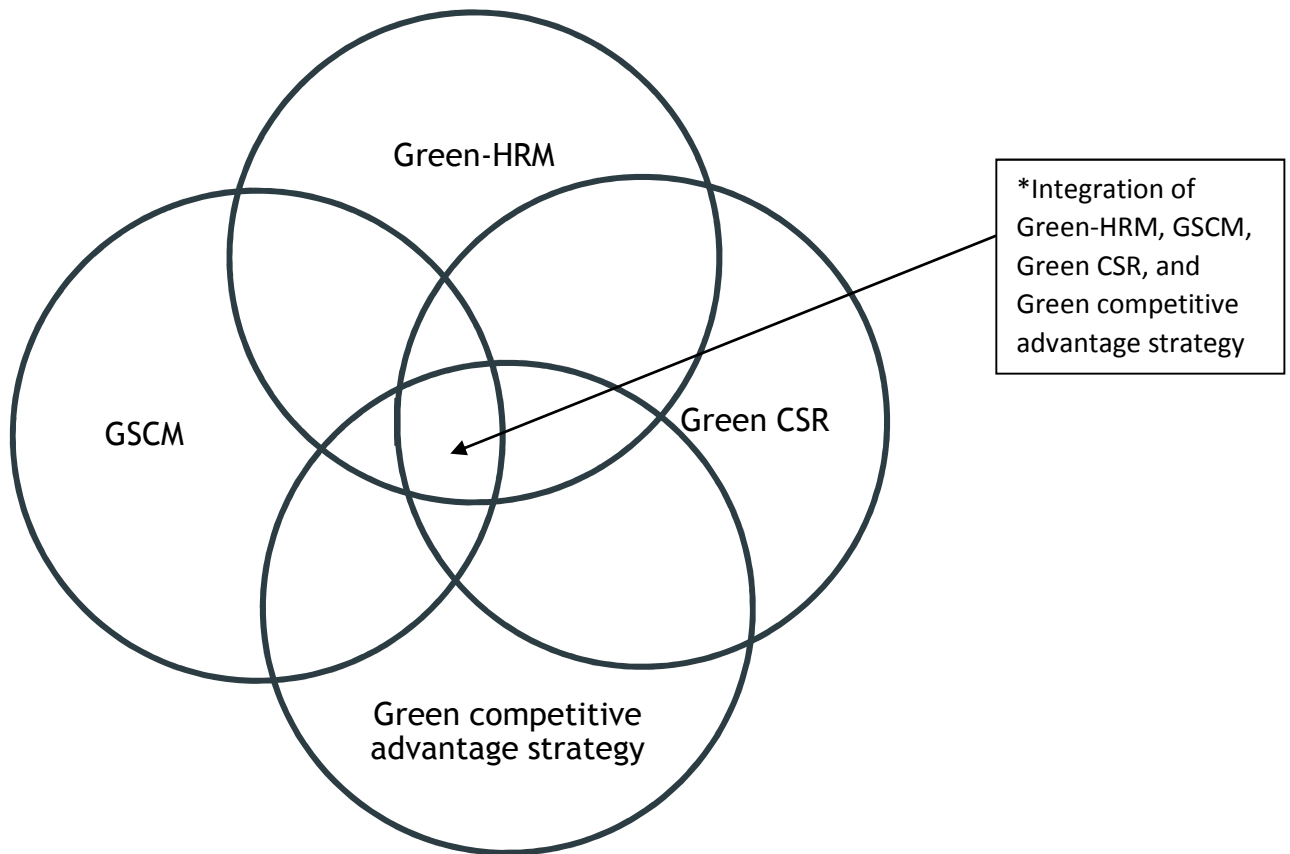 Green-HRM
*Integration of
Green-HRM, GSCM,
Green CSR, and
Green competitive
advantage strategy
GSCM
Green CSR
Green competitive
advantage strategy